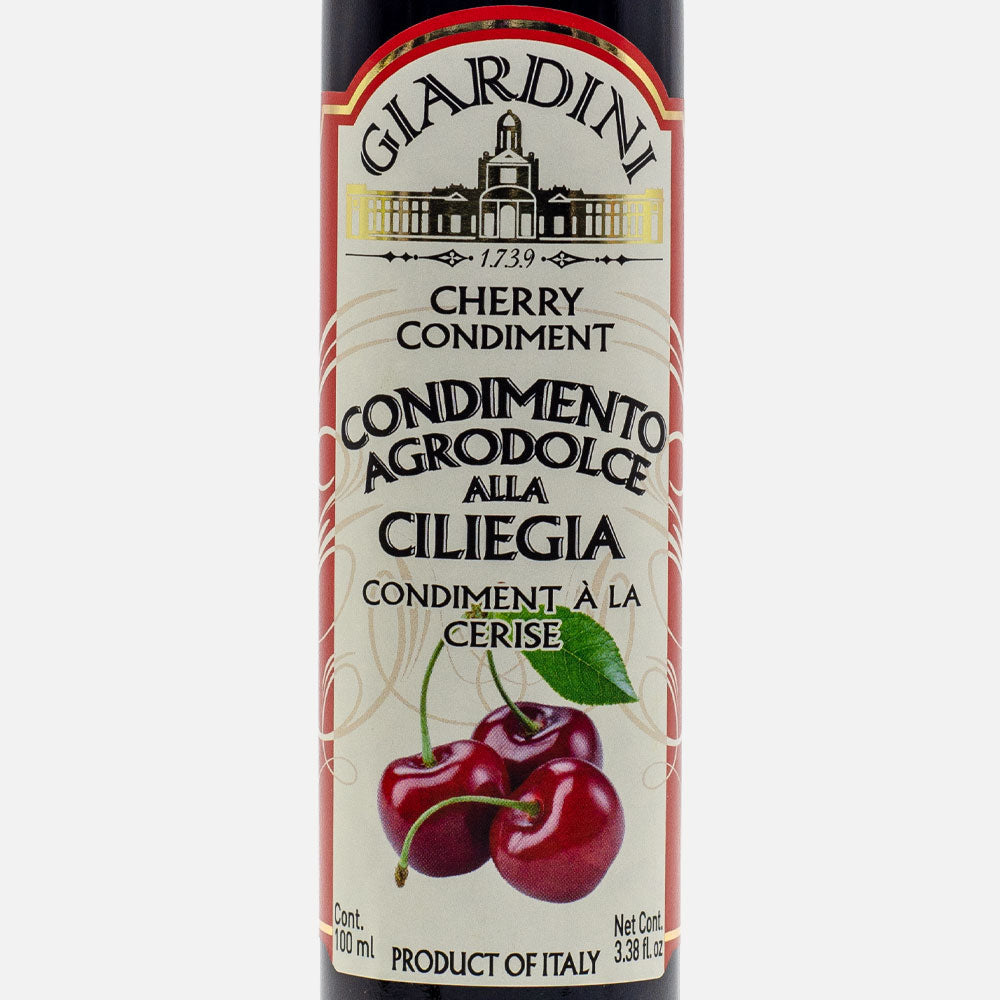 GIARDINI
1.7.3.9
CHERRY
CONDIMENT
CONDIMENTO
AGRODOLCE
ALLA
CILIEGIA
CONDIMENT À LA
CERISE
Cont.
100 ml
PRODUCT OF ITALY
Net Cont.
3.38 fl. oz